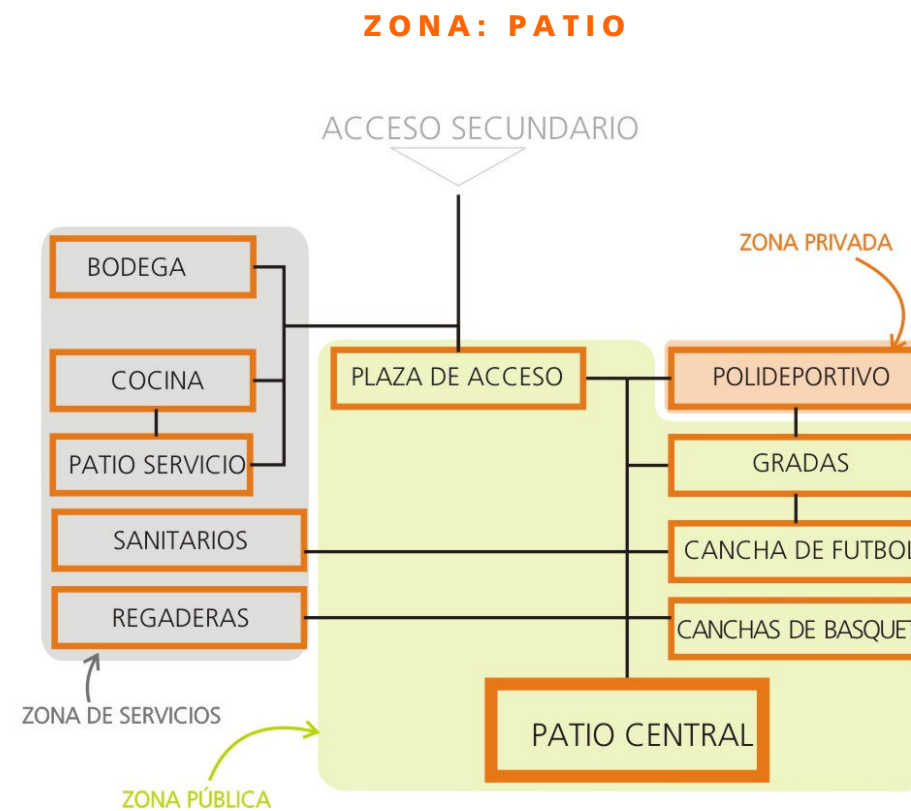 ZONA: PATIO
ACCESO SECUNDARIO
ZONA PRIVADA
BODEGA
COCINA
PLAZA DE ACCESO
POLIDEPORTIVO
PATIO SERVICIO
GRADAS
SANITARIOS
CANCHA DE FUTBOL
REGADERAS
CANCHAS DE BASQUET
ZONA DE SERVICIOS
PATIO CENTRAL
ZONA PÚBLICA